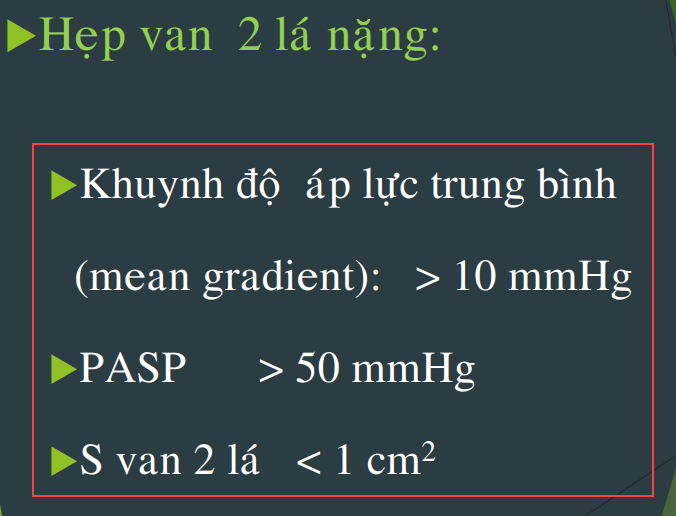 Hẹp van 2 lá nặng:
Khuynh độ áp lực trung bình
(mean gradient): > 10 mmHg
PASP > 50 mmHg
S van 2 lá < 1 cm²